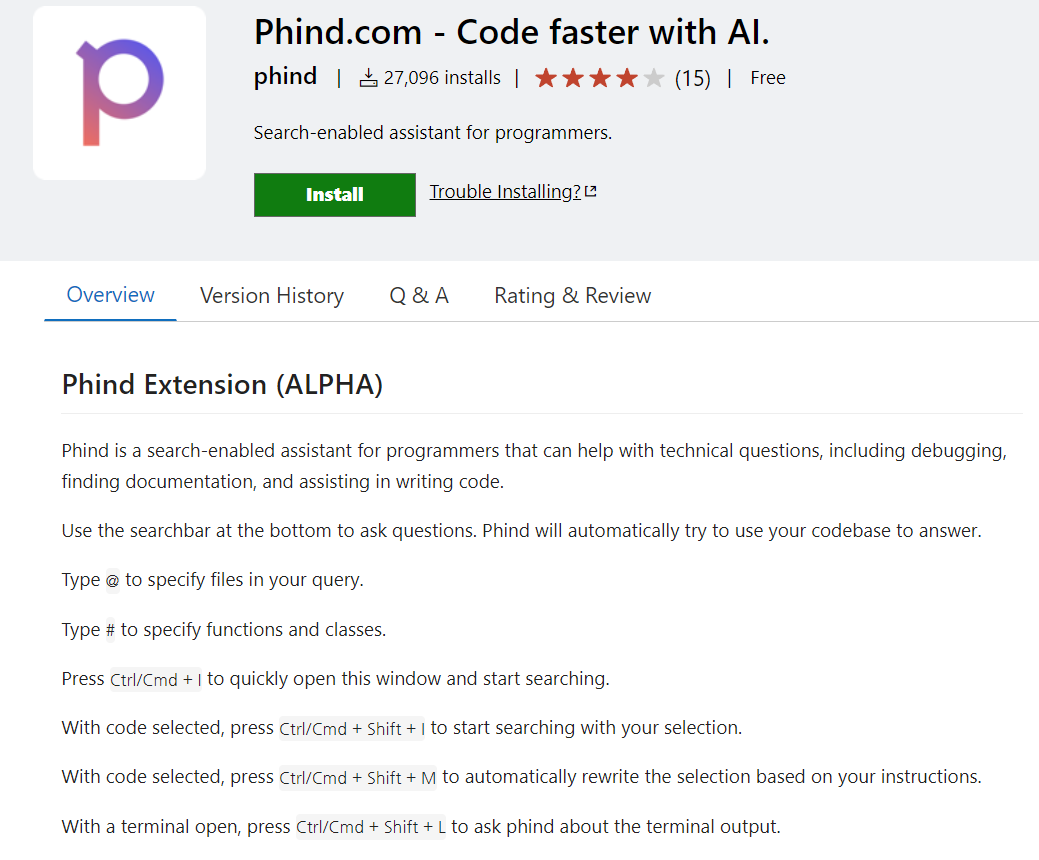 Phind.com - Code faster with AI.
phind | 27,096 installs | (15) | Free
Search-enabled assistant for programmers.
Install Trouble Installing?
Overview Version History Q & A Rating & Review
Phind Extension (ALPHA)
Phind is a search-enabled assistant for programmers that can help with technical questions, including debugging,
finding documentation, and assisting in writing code.
Use the searchbar at the bottom to ask questions. Phind will automatically try to use your codebase to answer.
Type @ to specify files in your query.
Type # to specify functions and classes.
Press Ctrl/Cmd + I to quickly open this window and start searching.
With code selected, press Ctrl/Cmd + Shift + I to start searching with your selection.
With code selected, press Ctrl/Cmd + Shift + M to automatically rewrite the selection based on your instructions.
With a terminal open, press Ctrl/Cmd + Shift + L to ask phind about the terminal output.